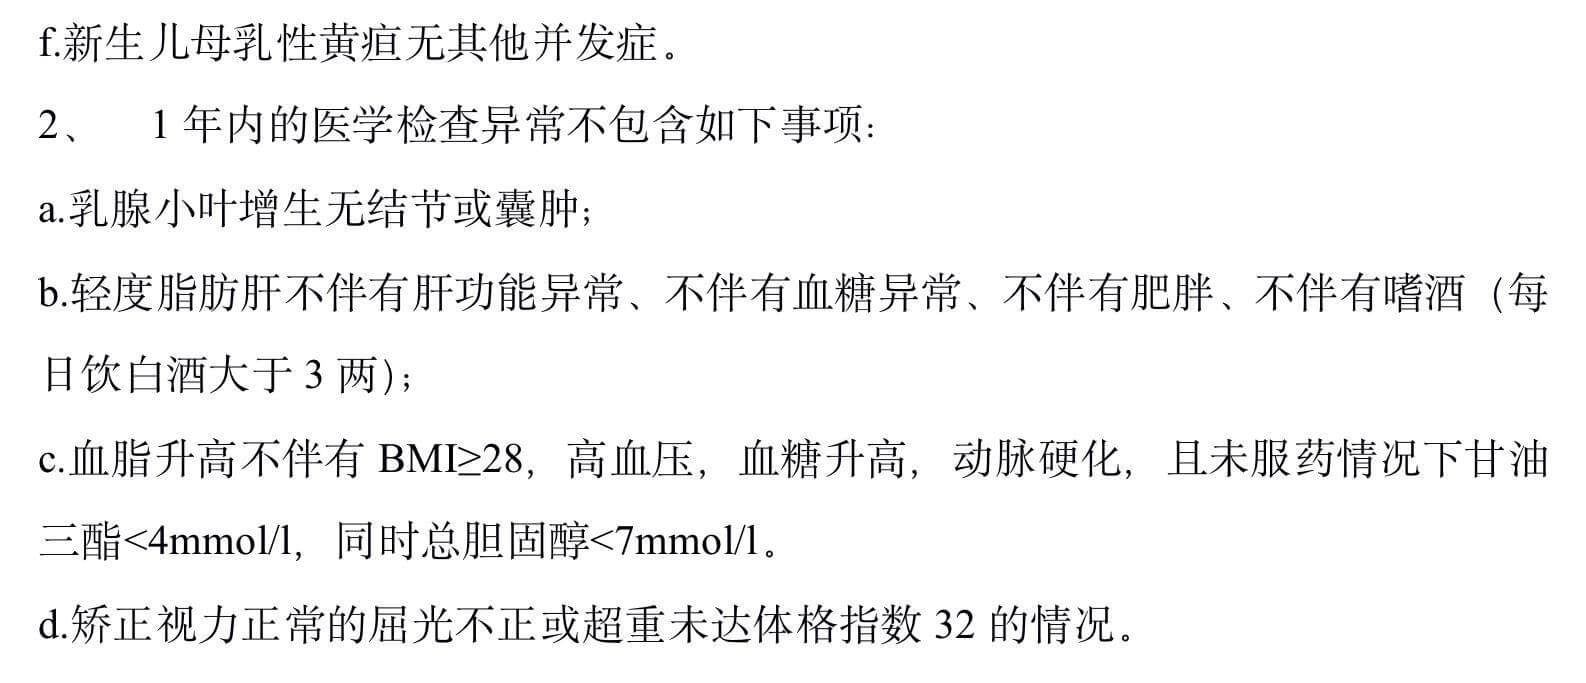 f.新生儿母乳性黄疸无其他并发症。
2、 1 年内的医学检查异常不包含如下事项：
a.乳腺小叶增生无结节或囊肿；
b.轻度脂肪肝不伴有肝功能异常、不伴有血糖异常、不伴有肥胖、不伴有嗜酒（每
日饮白酒大于 3 两）；
c.血脂升高不伴有 BMI≥28，高血压，血糖升高，动脉硬化，且未服药情况下甘油
三酯<4mmol/l，同时总胆固醇<7mmol/l。
d.矫正视力正常的屈光不正或超重未达体格指数 32 的情况。